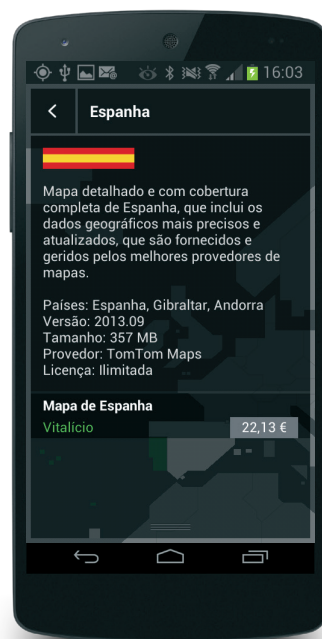 16:03
Espanha
Mapa detalhado e com cobertura
completa de Espanha, que inclui os
dados geográficos mais precisos e
atualizados, que são fornecidos e
geridos pelos melhores provedores de
mapas.
Países: Espanha, Gibraltar, Andorra
Versão: 2013.09
Tamanho: 357 MB
Provedor: TomTom Maps
Licença: Ilimitada
Mapa de Espanha
Vitalício 22,13 €